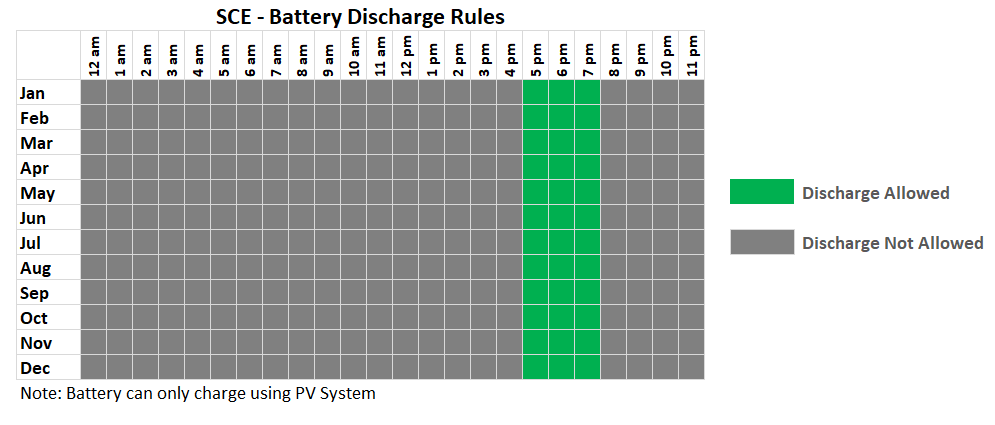 SCE - Battery Discharge Rules
12 am 1 am 2 am 3 am 4 am 5 am 6 am 7 am 8 am 9 am 10 am 11 am 12 pm 1 pm 2 pm 3 pm 4 pm 5 pm 6 pm 7 pm 8 pm 9 pm 10 pm 11 pm
Jan
Feb
Mar
Apr
May
Jun
Jul
Aug
Sep
Oct
Nov
Dec
Discharge Allowed
Discharge Not Allowed
Note: Battery can only charge using PV System